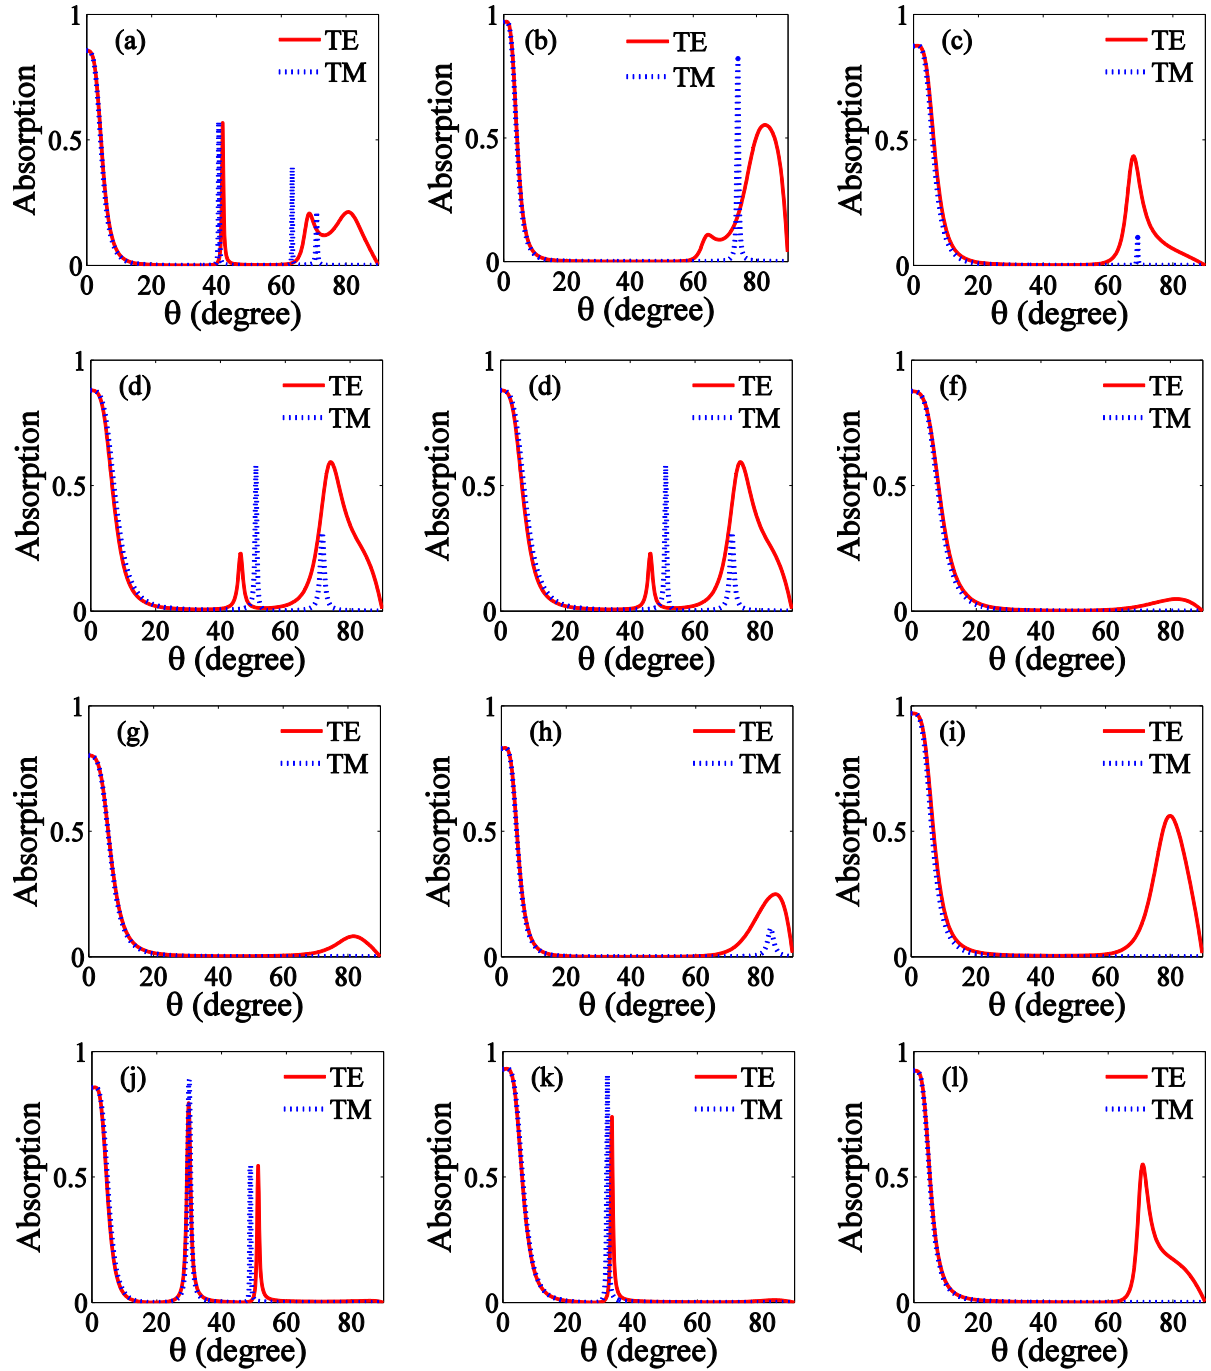 1
(a)
TE
TM
Absorption
0.5
0
0 20 40 60 80
θ (degree)
1
(b)
TE
TM
Absorption
0.5
0
0 20 40 60 80
θ (degree)
1
(c)
TE
TM
Absorption
0.5
0
0 20 40 60 80
θ (degree)
1
(d)
TE
TM
Absorption
0.5
0
0 20 40 60 80
θ (degree)
1
(d)
TE
TM
Absorption
0.5
0
0 20 40 60 80
θ (degree)
1
(f)
TE
TM
Absorption
0.5
0
0 20 40 60 80
θ (degree)
1
(g)
TE
TM
Absorption
0.5
0
0 20 40 60 80
θ (degree)
1
(h)
TE
TM
Absorption
0.5
0
0 20 40 60 80
θ (degree)
1
(i)
TE
TM
Absorption
0.5
0
0 20 40 60 80
θ (degree)
1
(j)
TE
TM
Absorption
0.5
0
0 20 40 60 80
θ (degree)
1
(k)
TE
TM
Absorption
0.5
0
0 20 40 60 80
θ (degree)
1
(l)
TE
TM
Absorption
0.5
0
0 20 40 60 80
θ (degree)